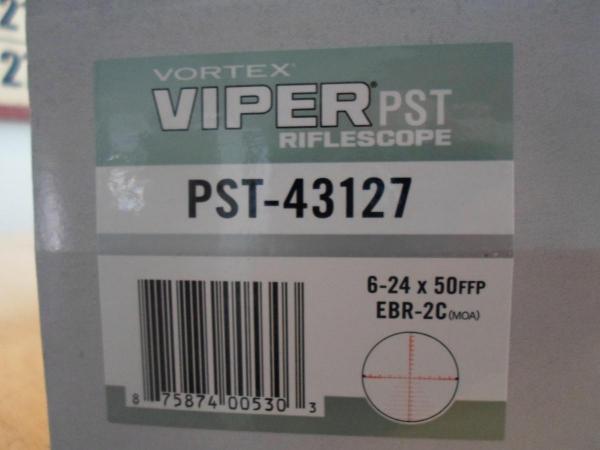 VORTEX®
VIPER® PST
RIFLESCOPE
PST-43127
6-24 x 50FFP
EBR-2C(MOA)
8 75874 00530 3